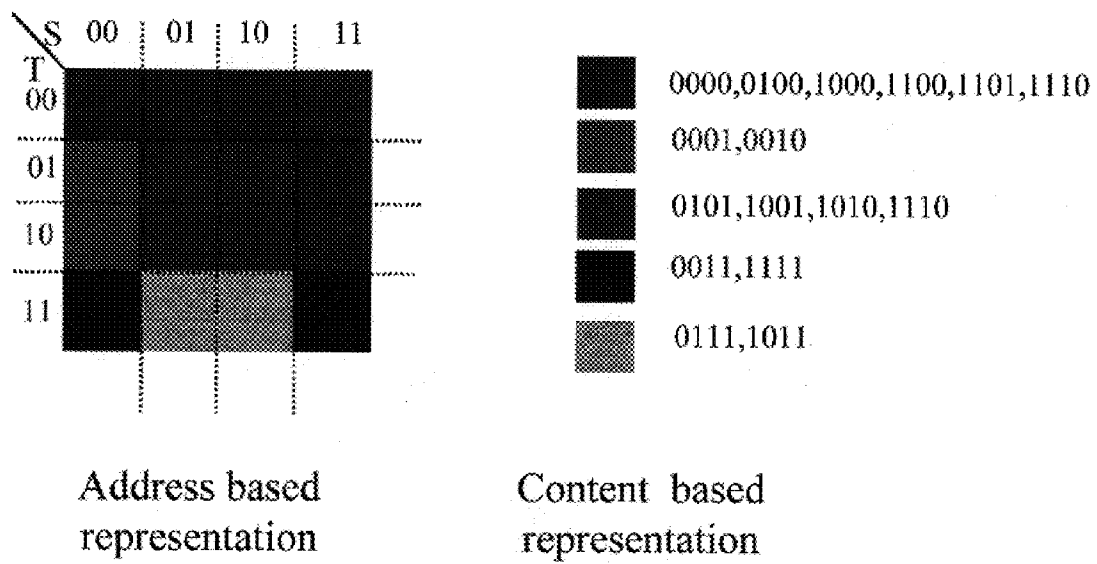 S 00 01 10 11
T
00
01
10
11
0000,0100,1000,1100,1101,1110
0001,0010
0101,1001,1010,1110
0011,1111
0111,1011
Address based
representation
Content based
representation